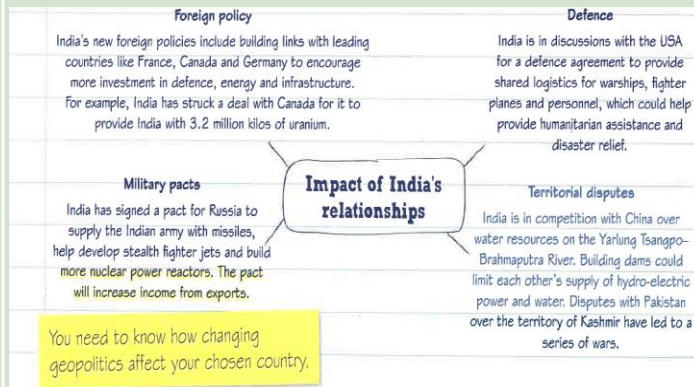 Foreign policy
India's new foreign policies include building links with leading
countries like France, Canada and Germany to encourage
more investment in defence, energy and infrastructure.
For example, India has struck a deal with Canada for it to
provide India with 3.2 million kilos of uranium.
Defence
India is in discussions with the USA
for a defence agreement to provide
shared logistics for warships, fighter
planes and personnel, which could help
provide humanitarian assistance and
disaster relief.
Impact of India's
relationships
Military pacts
India has signed a pact for Russia to
supply the Indian army with missiles,
help develop stealth fighter jets and build
more nuclear power reactors. The pact
will increase income from exports.
Territorial disputes
India is in competition with China over
water resources on the Yarlung Tsangpo–
Brahmaputra River. Building dams could
limit each other's supply of hydro-electric
power and water. Disputes with Pakistan
over the territory of Kashmir have led to a
series of wars.
You need to know how changing
geopolitics affect your chosen country.